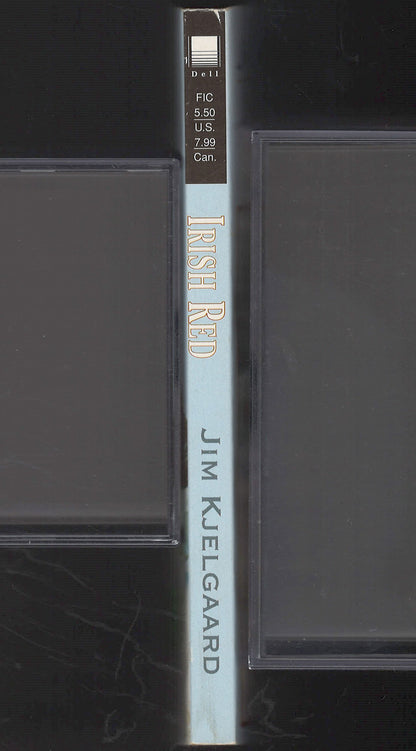 Dell
FIC
5.50
U.S.
7.99
Can.
IRISH RED
JIM KJELGAARD